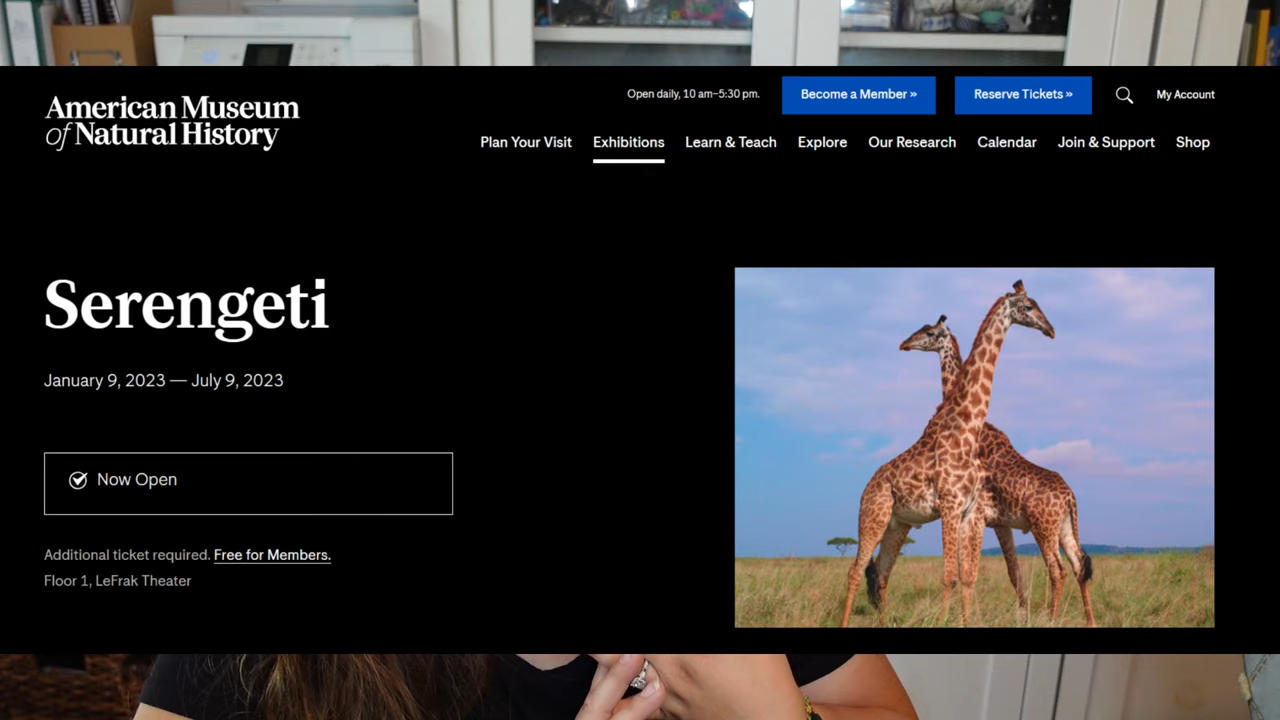 American Museum
of Natural History
Open daily, 10 am–5:30 pm.
Become a Member »
Reserve Tickets »
My Account
Plan Your Visit
Exhibitions
Learn & Teach
Explore
Our Research
Calendar
Join & Support
Shop
Serengeti
January 9, 2023 — July 9, 2023
Now Open
Additional ticket required. Free for Members.
Floor 1, LeFrak Theater